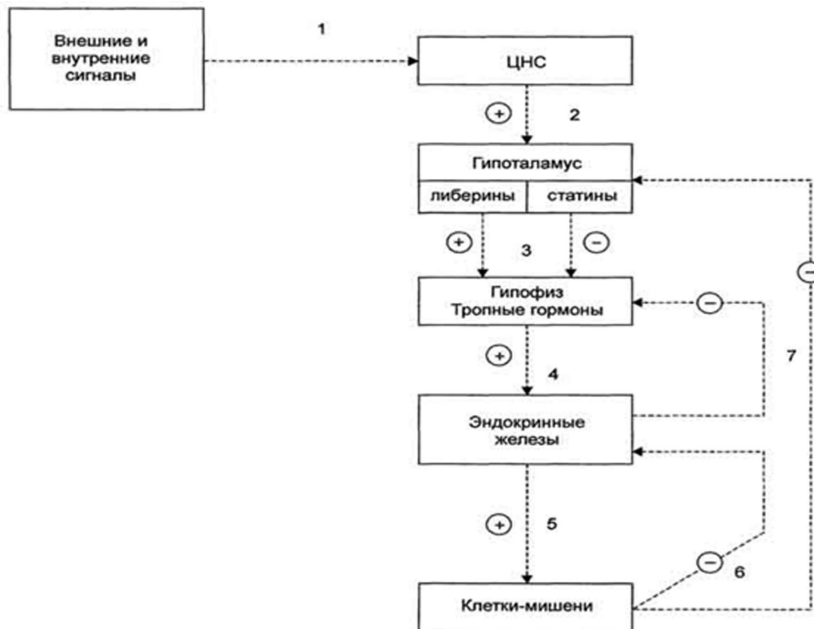 Внешние и
внутренние
сигналы
1
ЦНС
+
2
Гипоталамус
либерины
статины
+
3
−
Гипофиз
Тропные гормоны
−
−
+
4
7
Эндокринные
железы
+
5
−
6
Клетки-мишени